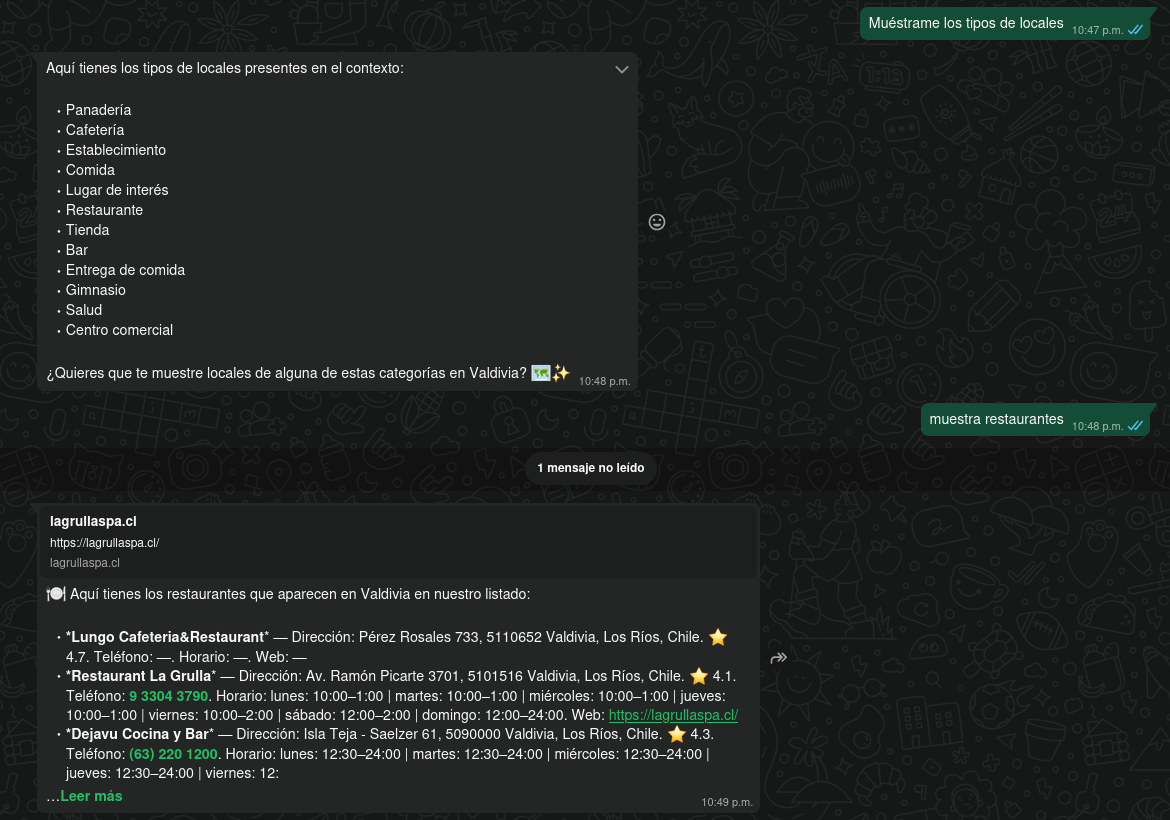 Muéstrame los tipos de locales
10:47 p.m.
Aquí tienes los tipos de locales presentes en el contexto:
• Panadería
• Cafetería
• Establecimiento
• Comida
• Lugar de interés
• Restaurante
• Tienda
• Bar
• Entrega de comida
• Gimnasio
• Salud
• Centro comercial
¿Quieres que te muestre locales de alguna de estas categorías en Valdivia? 🗺️✨
10:48 p.m.
muestra restaurantes
10:48 p.m.
1 mensaje no leído
lagrullaspa.cl
https://lagrullaspa.cl/
lagrullaspa.cl
🍽️ Aquí tienes los restaurantes que aparecen en Valdivia en nuestro listado:
• *Lungo Cafeteria&Restaurant* — Dirección: Pérez Rosales 733, 5110652 Valdivia, Los Ríos, Chile. ⭐
4.7. Teléfono: —. Horario: —. Web: —
• *Restaurant La Grulla* — Dirección: Av. Ramón Picarte 3701, 5101516 Valdivia, Los Ríos, Chile. ⭐ 4.1.
Teléfono: 9 3304 3790. Horario: lunes: 10:00–1:00 | martes: 10:00–1:00 | miércoles: 10:00–1:00 | jueves:
10:00–1:00 | viernes: 10:00–2:00 | sábado: 12:00–2:00 | domingo: 12:00–24:00. Web: https://lagrullaspa.cl/
• *Dejavu Cocina y Bar* — Dirección: Isla Teja - Saelzer 61, 5090000 Valdivia, Los Ríos, Chile. ⭐ 4.3.
Teléfono: (63) 220 1200. Horario: lunes: 12:30–24:00 | martes: 12:30–24:00 | miércoles: 12:30–24:00 |
jueves: 12:30–24:00 | viernes: 12:
…Leer más
10:49 p.m.